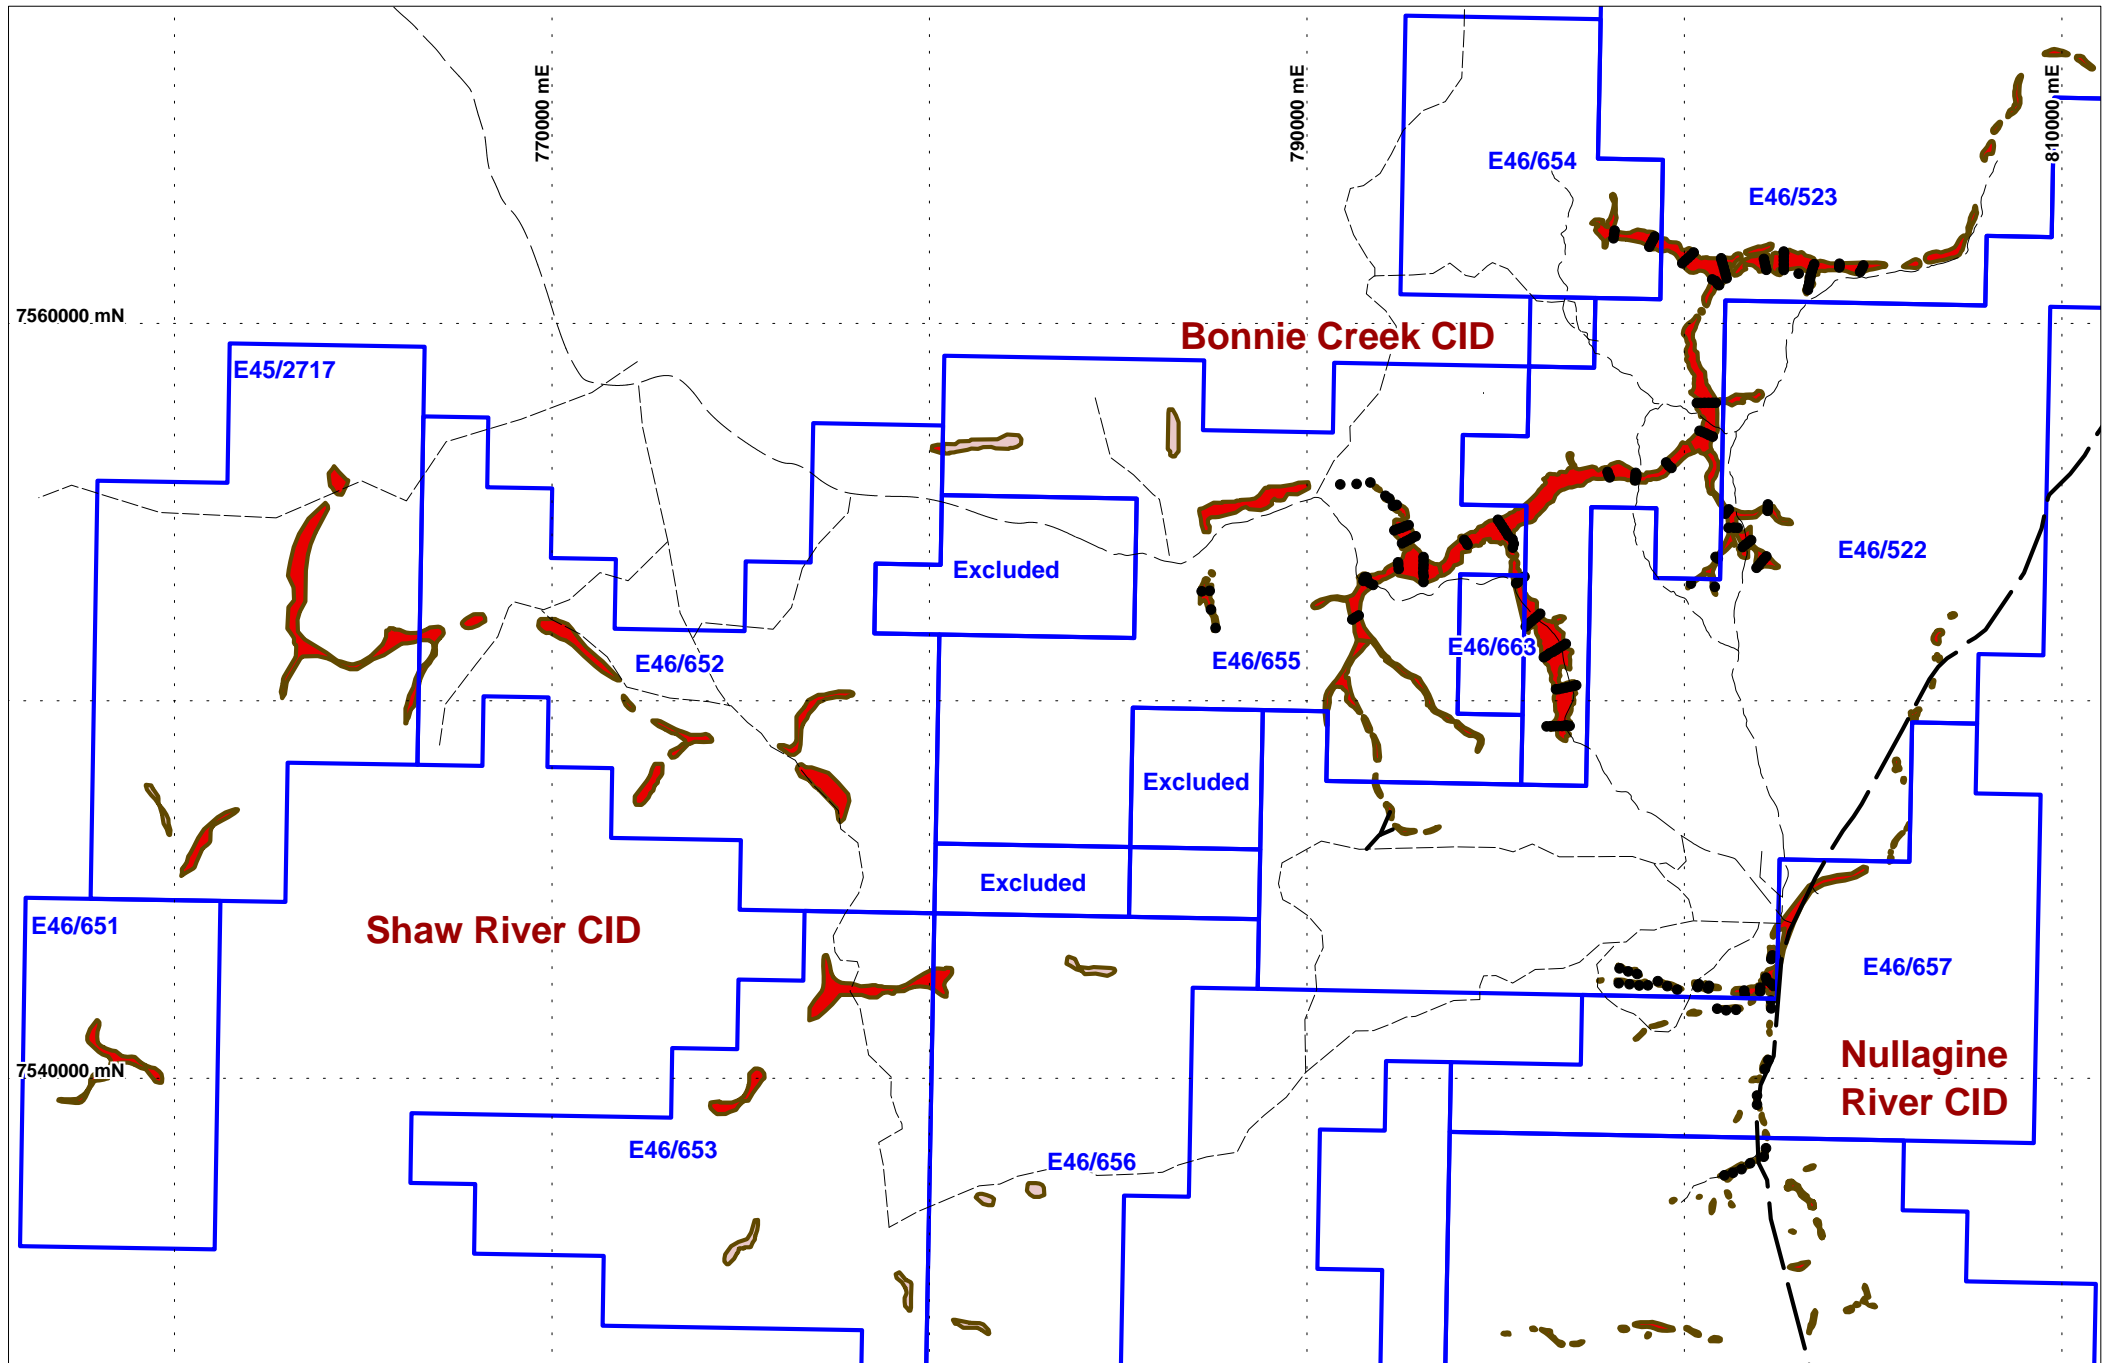 770000 mE
790000 mE
810000 mE
E46/654
E46/523
7560000 mN
Bonnie Creek CID
E45/2717
E46/522
Excluded
E46/663
E46/652
E46/655
Excluded
Excluded
E46/651
Shaw River CID
E46/657
Nullagine
River CID
7540000 mN
E46/653
E46/656